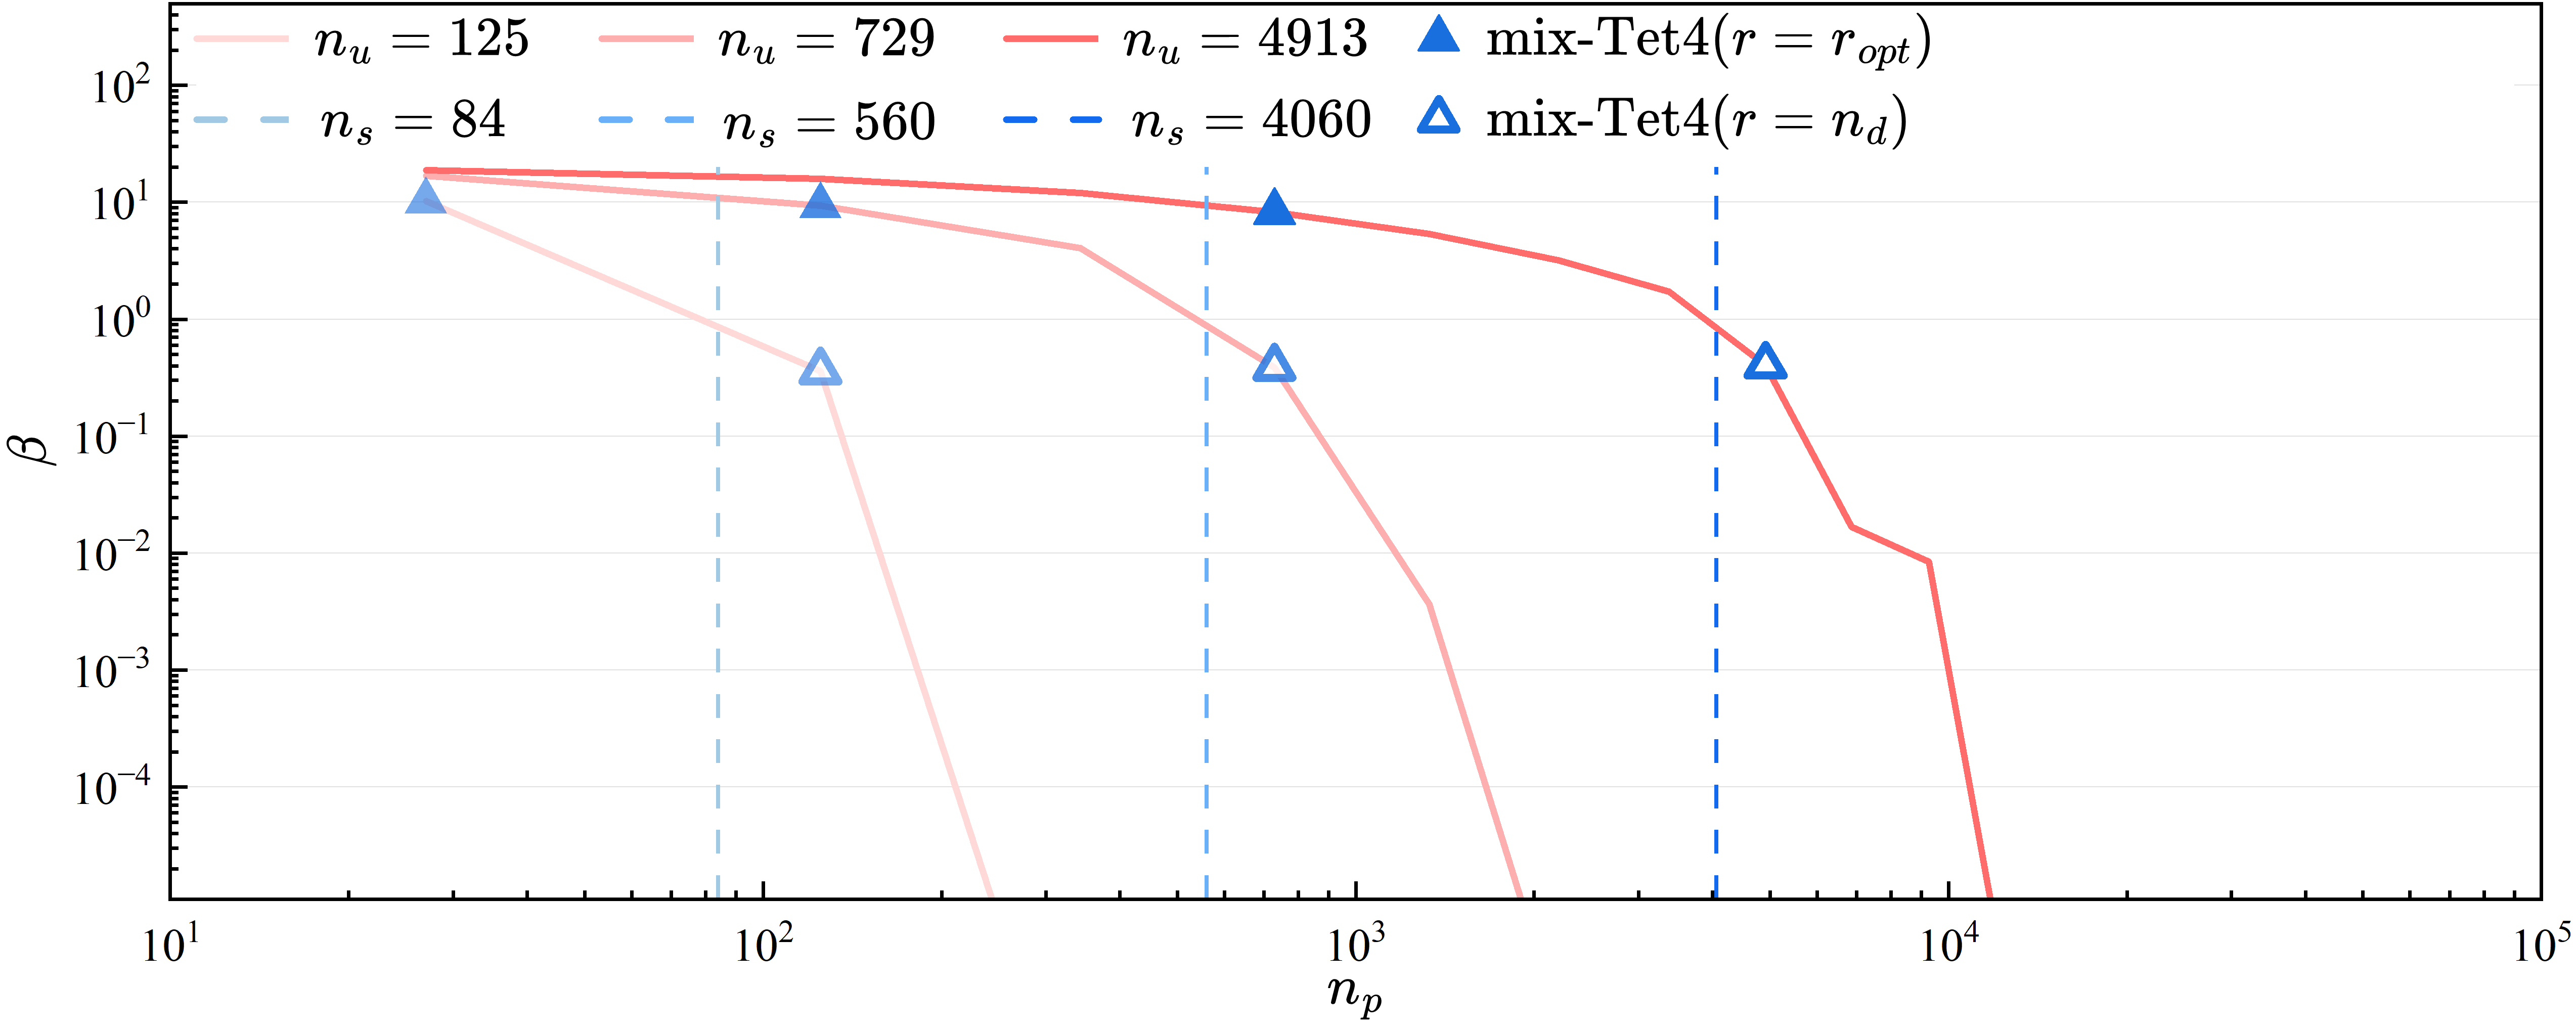 n_u = 125 n_u = 729 n_u = 4913 mix-Tet4(r = r_opt)
n_s = 84 n_s = 560 n_s = 4060 mix-Tet4(r = n_d)
10^2
10^1
10^0
10^−1
10^−2
10^−3
10^−4
β
10^1 10^2 10^3 10^4 10^5
n_p